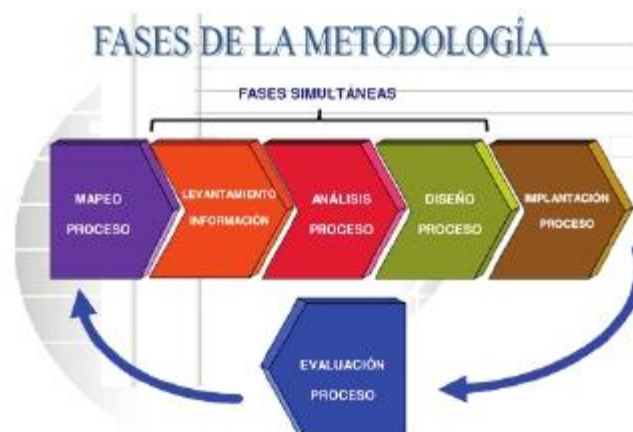 FASES DE LA METODOLOGÍA
FASES SIMULTÁNEAS
MAPEO
PROCESO
LEVANTAMIENTO
INFORMACIÓN
ANÁLISIS
PROCESO
DISEÑO
PROCESO
IMPLANTACIÓN
PROCESO
EVALUACIÓN
PROCESO